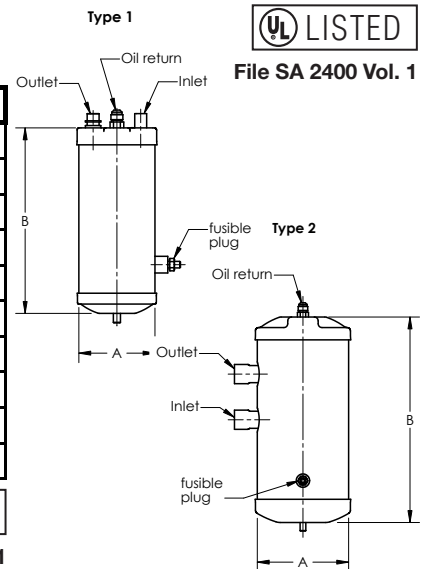 Type 1
UL LISTED
File SA 2400 Vol. 1
Oil return
Outlet
Inlet
B
fusible
plug
A
Type 2
Oil return
Outlet
Inlet
B
fusible
plug
A
1